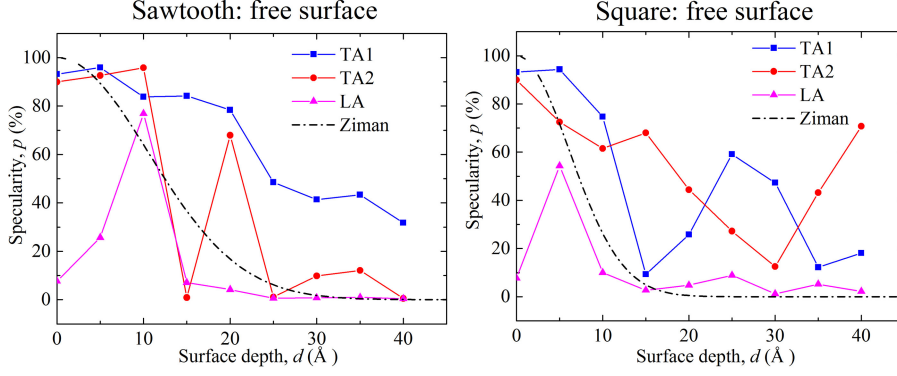 Sawtooth: free surface
100
80
60
40
20
0
Specularity, p (%)
TA1
TA2
LA
Ziman
0 10 20 30 40
Surface depth, d (Å )
Square: free surface
100
80
60
40
20
0
Specularity, p (%)
TA1
TA2
LA
Ziman
0 10 20 30 40
Surface depth, d (Å )